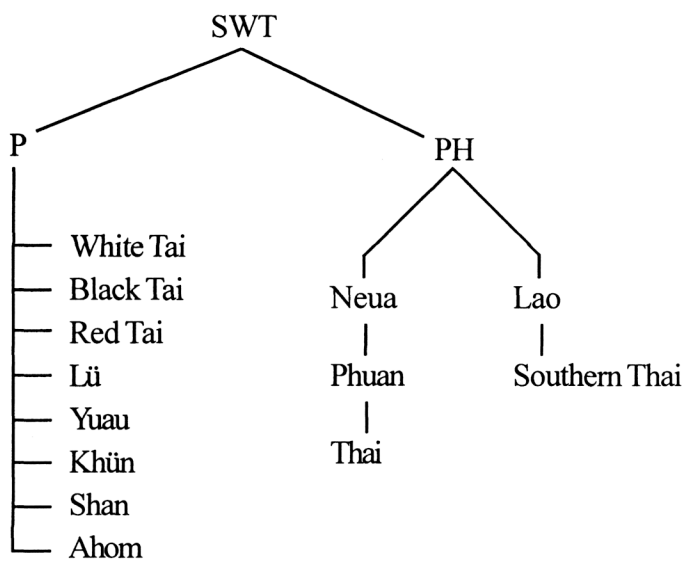 SWT
P
PH
White Tai
Black Tai
Red Tai
Lü
Yuau
Khün
Shan
Ahom
Neua
Phuan
Thai
Lao
Southern Thai